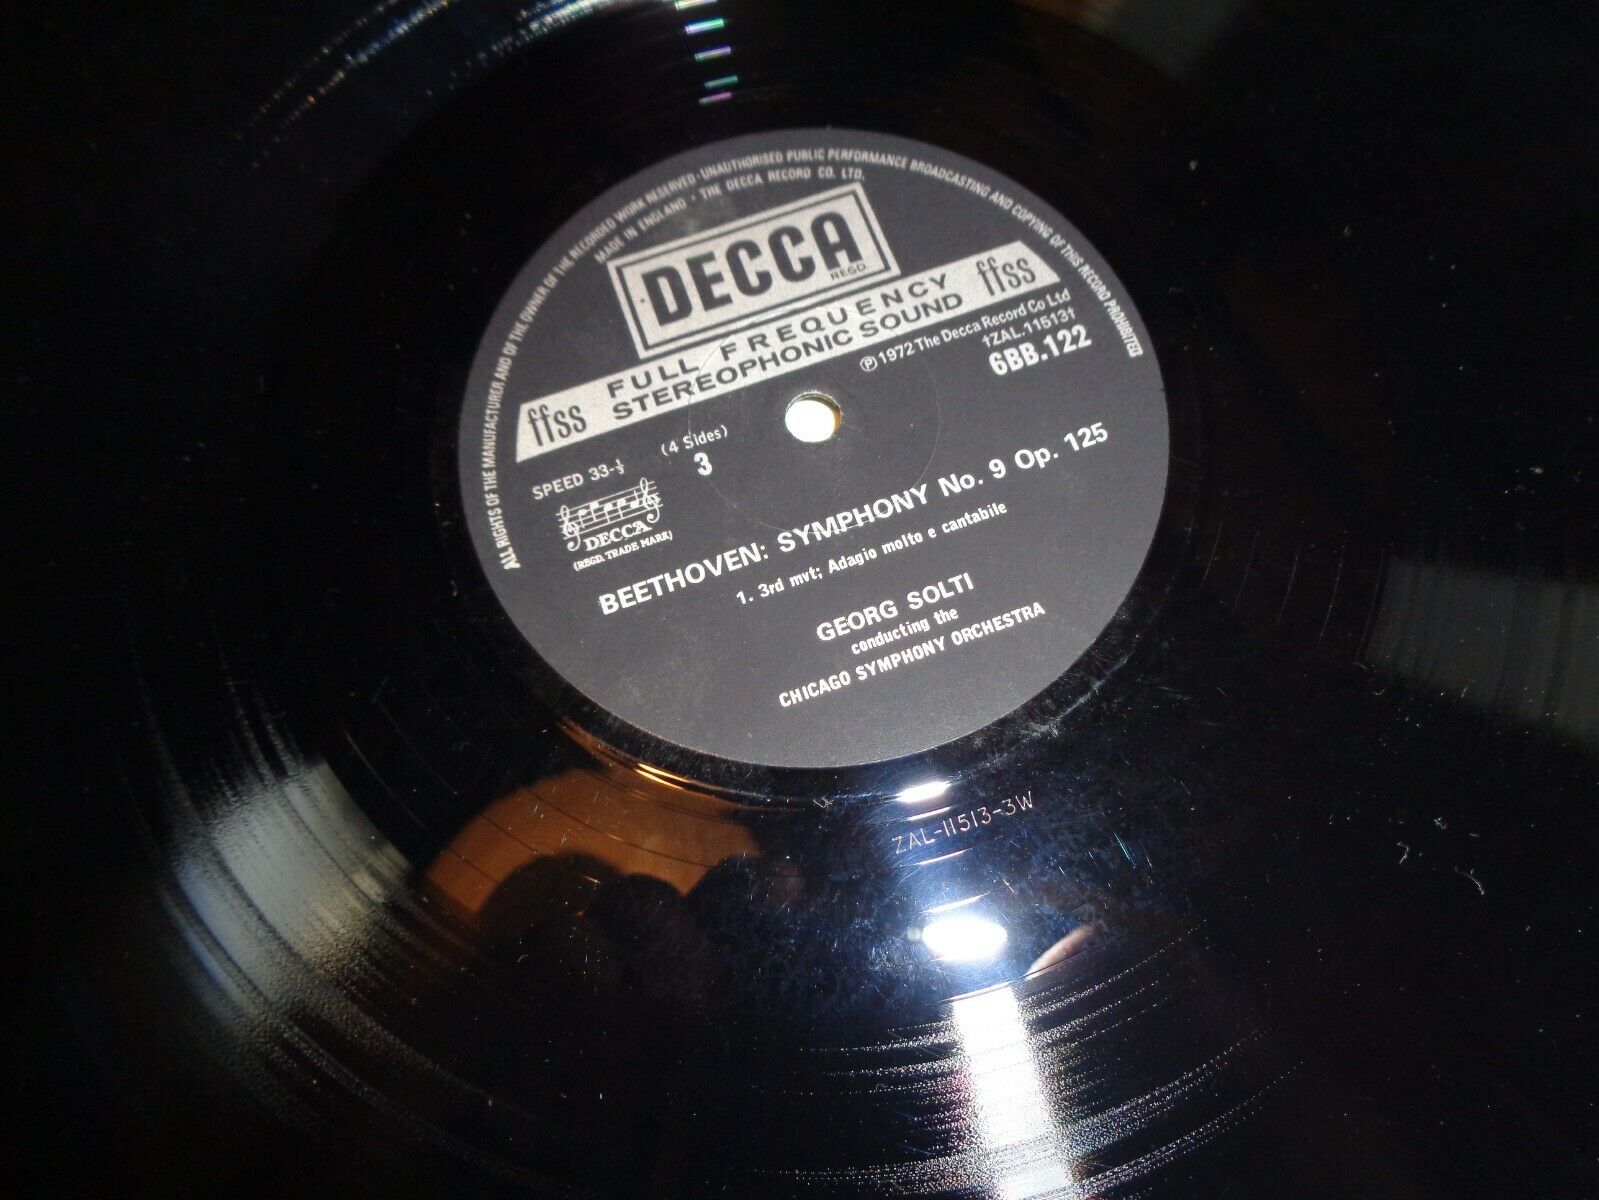 ALL RIGHTS OF THE MANUFACTURER AND OF THE OWNER OF THE RECORDED WORK RESERVED · UNAUTHORISED PUBLIC PERFORMANCE BROADCASTING AND COPYING OF THIS RECORD PROHIBITED
MADE IN ENGLAND · THE DECCA RECORD CO. LTD.
DECCA
REGD.
ffss FULL FREQUENCY ffss
STEREOPHONIC SOUND
℗ 1972 The Decca Record Co Ltd
†ZAL.11513†
6BB.122
SPEED 33-⅓
(4 Sides)
3
DECCA
(REGD. TRADE MARK)
BEETHOVEN: SYMPHONY No. 9 Op. 125
1. 3rd mvt; Adagio molto e cantabile
GEORG SOLTI
conducting the
CHICAGO SYMPHONY ORCHESTRA
ZAL-11513-3W